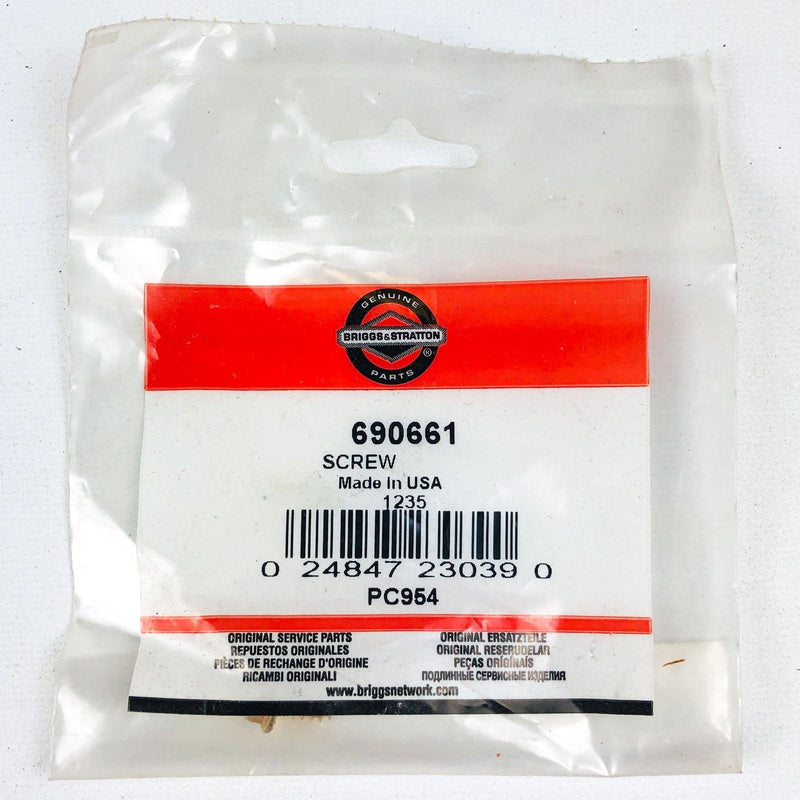 GENUINE
BRIGGS&STRATTON ®
PARTS
690661
SCREW
Made In USA
1235
0 24847 23039 0
PC954
ORIGINAL SERVICE PARTS
REPUESTOS ORIGINALES
PIÈCES DE RECHANGE D'ORIGINE
RICAMBI ORIGINALI
ORIGINAL ERSATZTEILE
ORIGINAL RESERUDELAR
PEÇAS ORIGINAIS
ПОДЛИННЫЕ СЕРВИСНЫЕ ИЗДЕЛИЯ
www.briggsnetwork.com